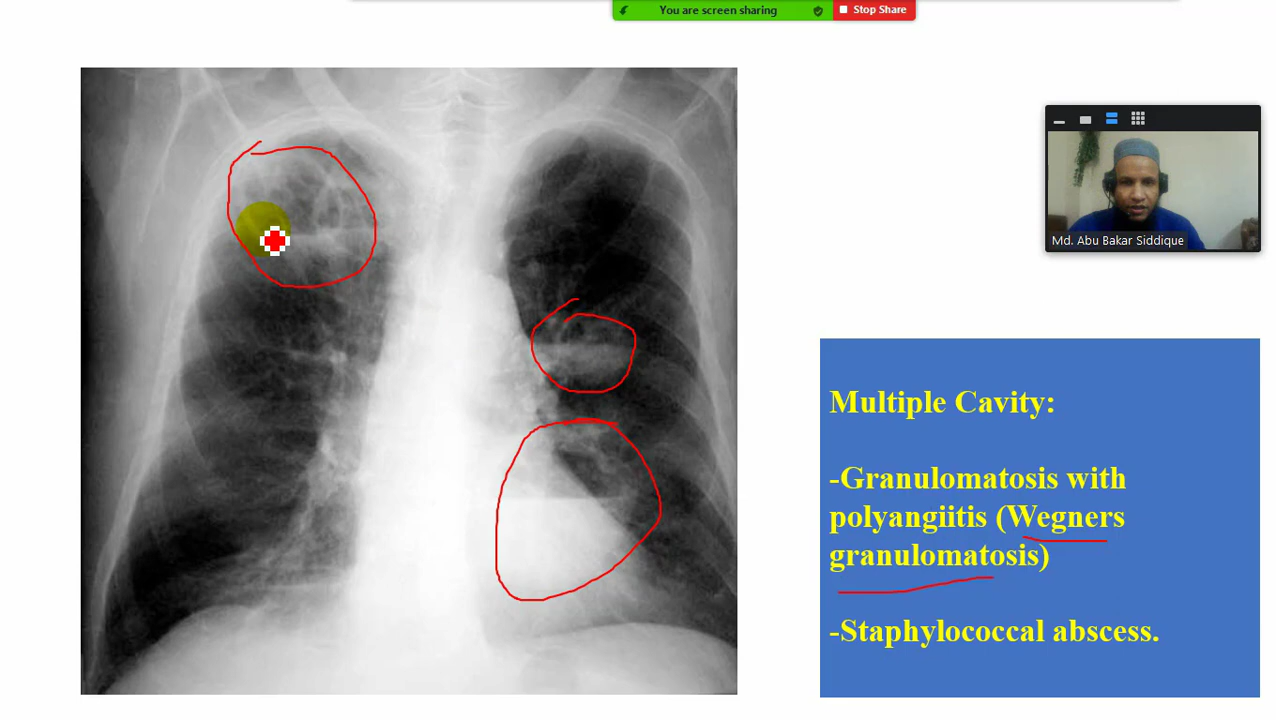 You are screen sharing
Stop Share
Md. Abu Bakar Siddique
Multiple Cavity:
-Granulomatosis with
polyangiitis (Wegners
granulomatosis)
-Staphylococcal abscess.